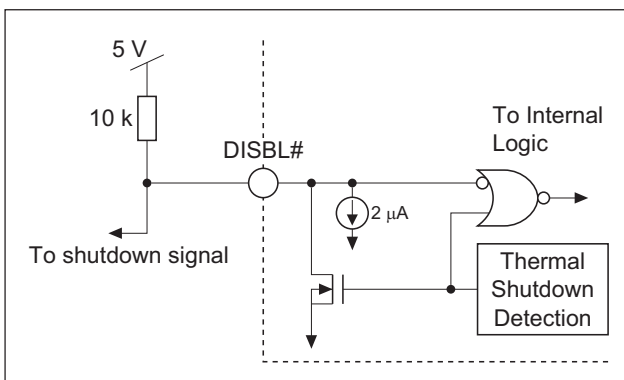 5 V
10 k
DISBL#
To Internal
Logic
2 μA
To shutdown signal
Thermal
Shutdown
Detection